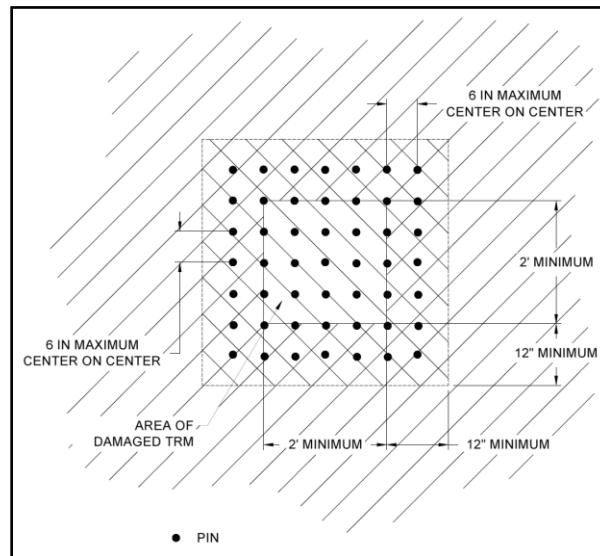 6 IN MAXIMUM
CENTER ON CENTER
2' MINIMUM
12" MINIMUM
6 IN MAXIMUM
CENTER ON CENTER
AREA OF
DAMAGED TRM
2' MINIMUM
12" MINIMUM
PIN